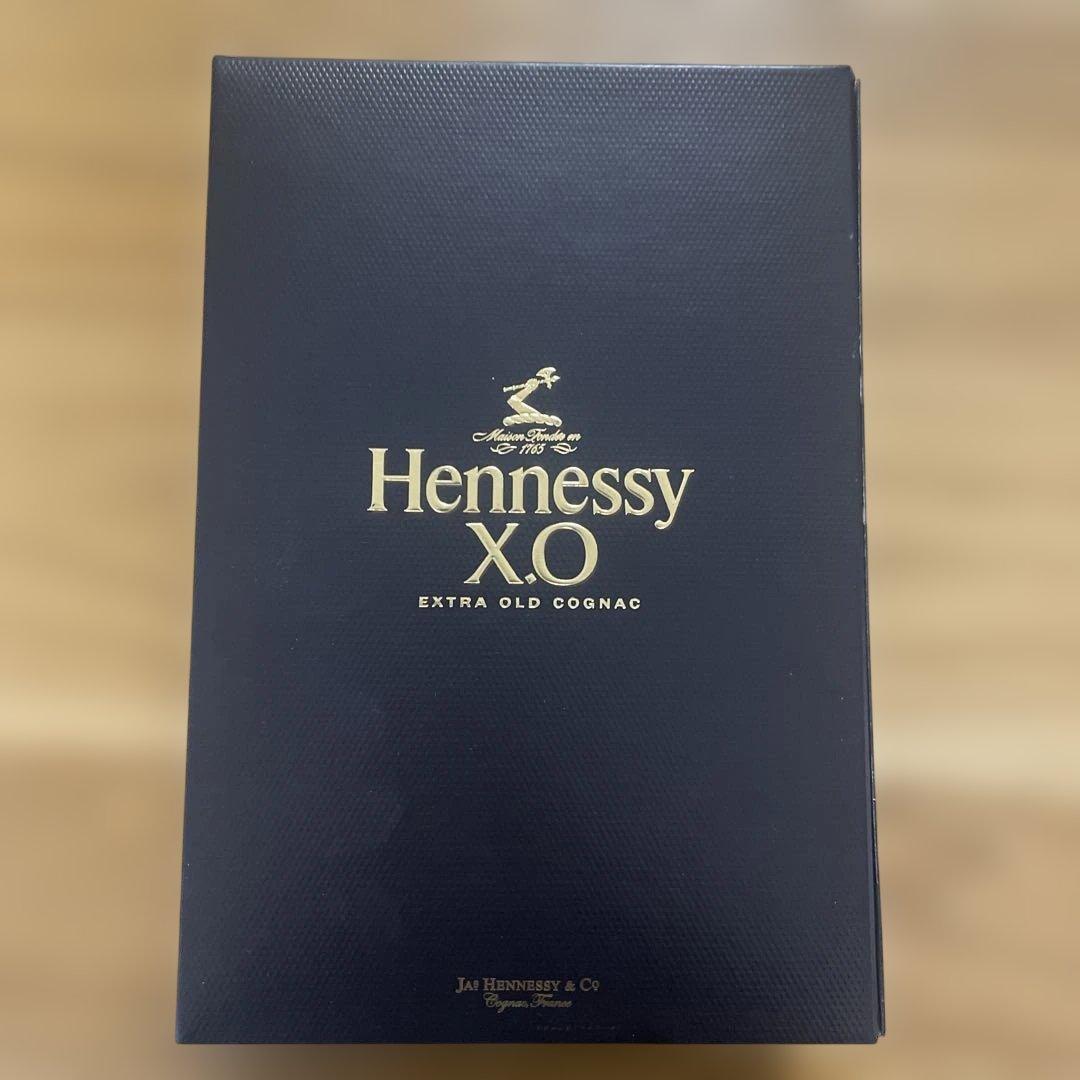 Maison Fondée en
1765
Hennessy
X.O
EXTRA OLD COGNAC
JAS HENNESSY & CO
Cognac, France